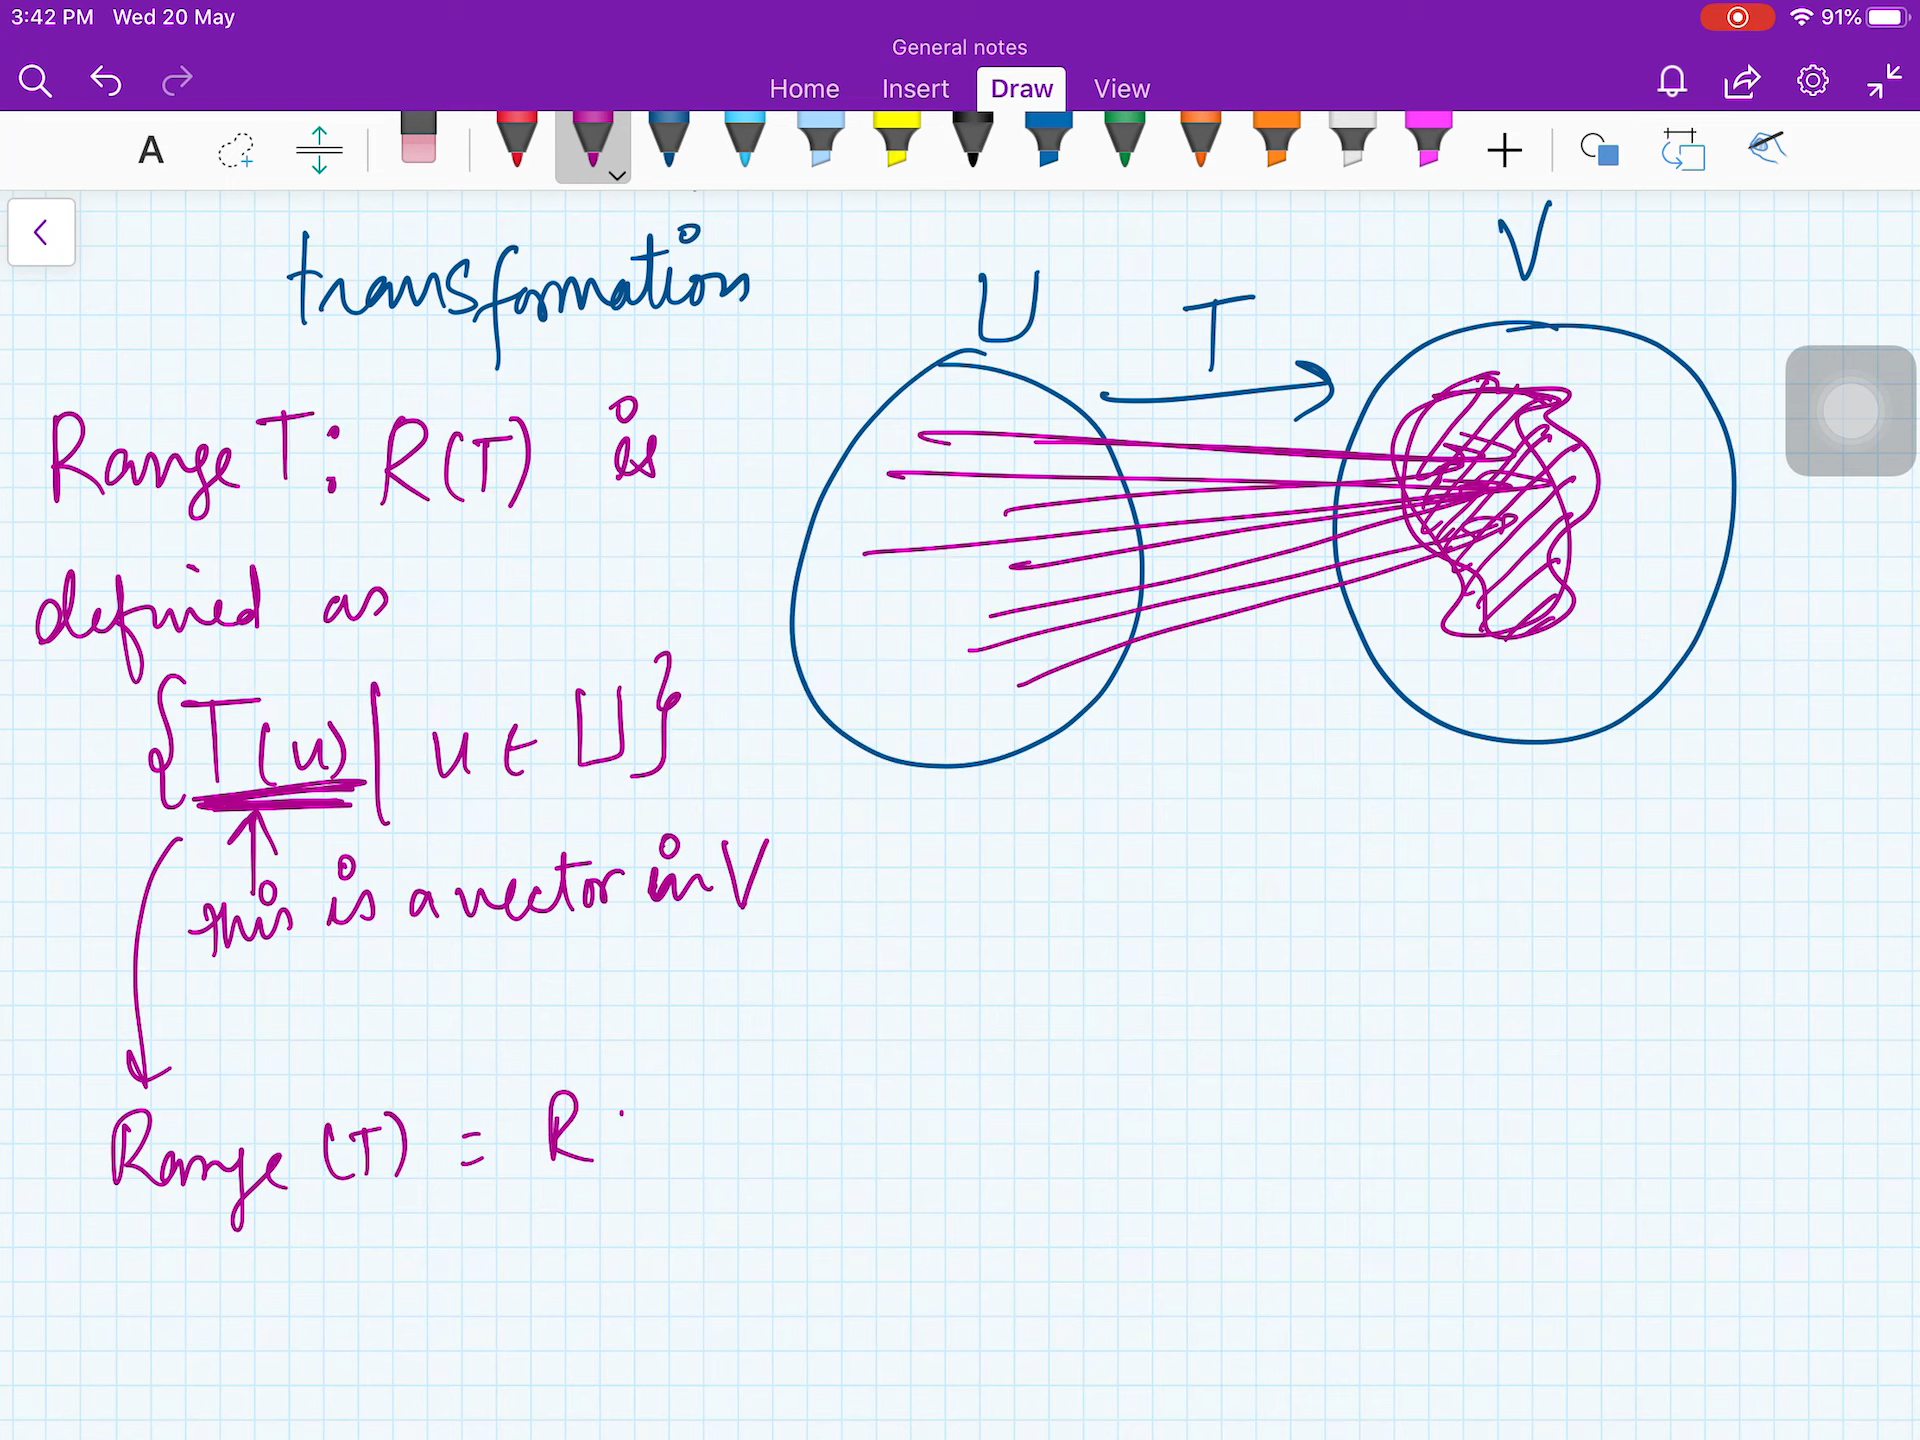 3:42 PM Wed 20 May
91%
General notes
Home Insert Draw View
A
transformation
U
T
V
Range T : R(T) is
defined as
{T(u) | u ∈ U}
this is a vector in V
Range (T) = R